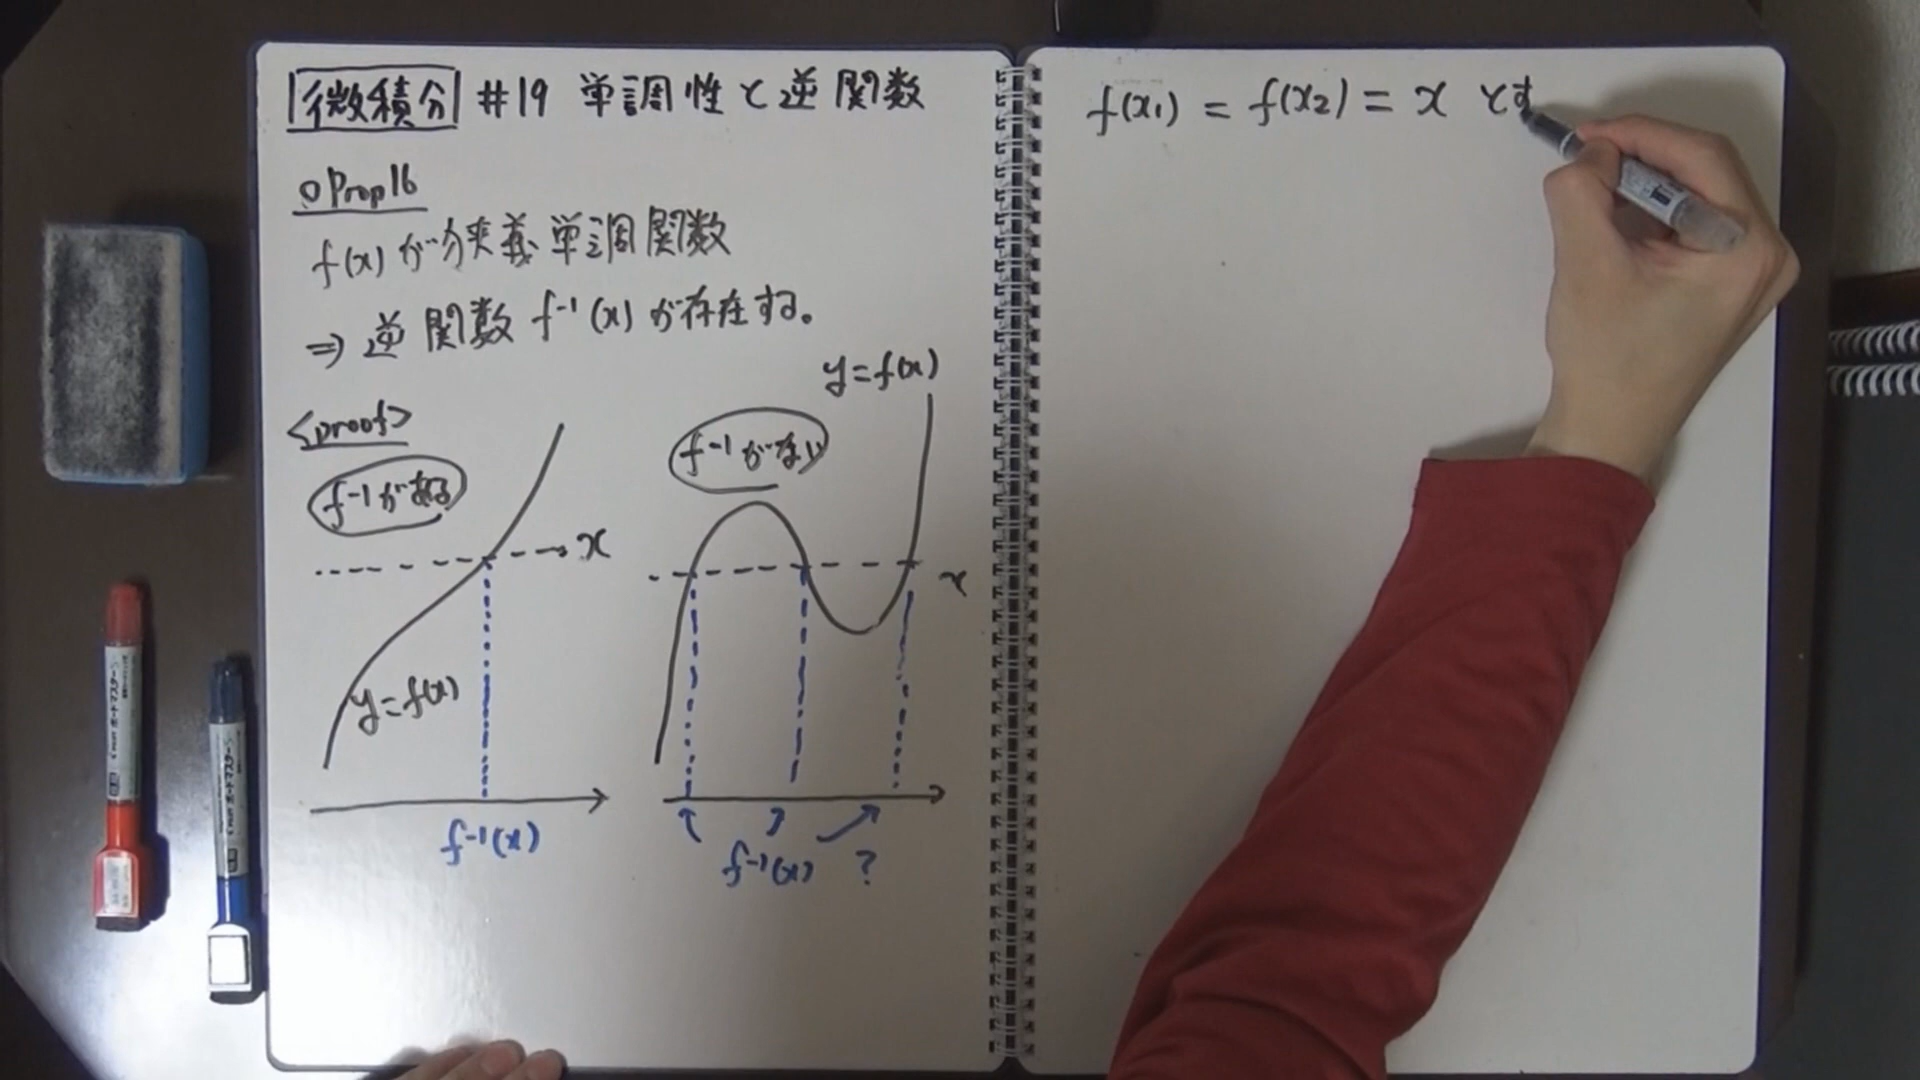 微積分 #19 単調性と逆関数
○Prop16
f(x)が狭義単調関数
⇒ 逆関数 f⁻¹(x)が存在する。
<proof>
f⁻¹がある
x
y=f(x)
f⁻¹(x)
f⁻¹がない
y=f(x)
x
f⁻¹(x) ?
f(x₁) = f(x₂) = x とす